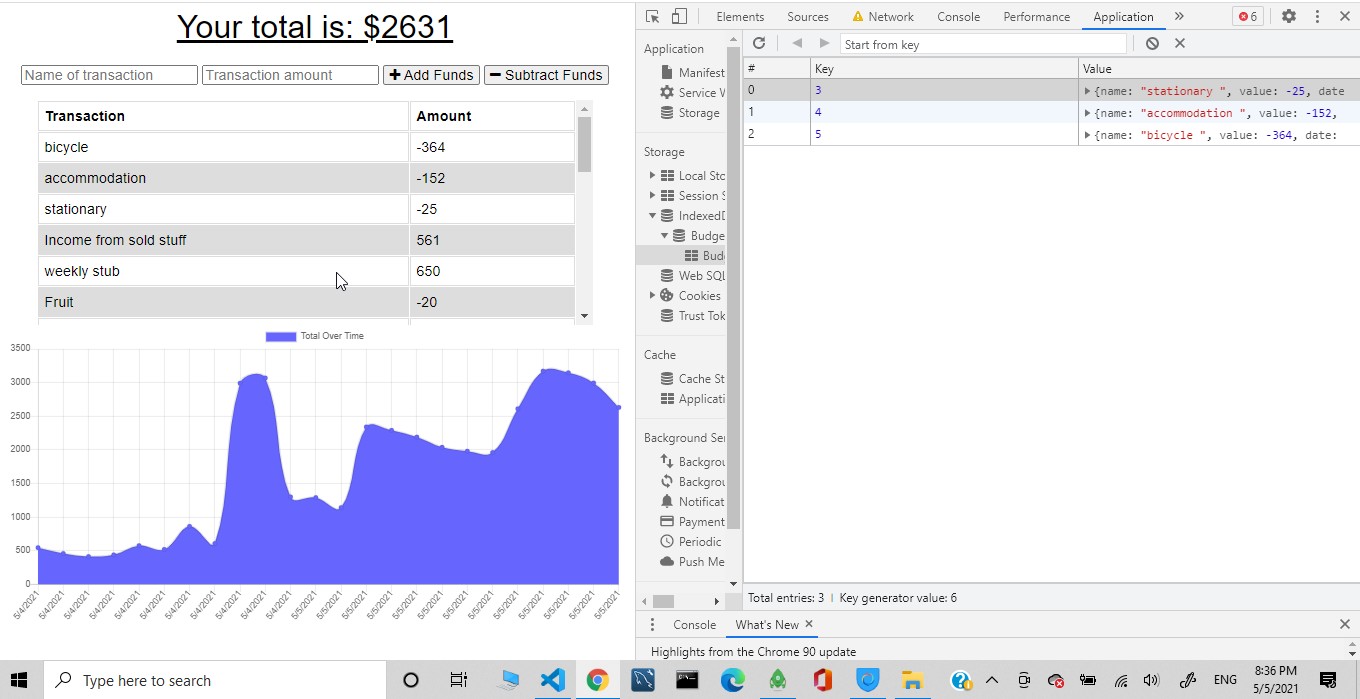 Your total is: $2631
Name of transaction Transaction amount + Add Funds − Subtract Funds
Transaction Amount
bicycle -364
accommodation -152
stationary -25
Income from sold stuff 561
weekly stub 650
Fruit -20
Total Over Time
3500
3000
2500
2000
1500
1000
500
0
5/4/2021 5/4/2021 5/4/2021 5/4/2021 5/4/2021 5/4/2021 5/4/2021 5/4/2021 5/4/2021 5/4/2021 5/4/2021 5/5/2021 5/5/2021 5/5/2021 5/5/2021 5/5/2021 5/5/2021 5/5/2021 5/5/2021 5/5/2021 5/5/2021 5/5/2021 5/5/2021 5/5/2021
Elements Sources Network Console Performance Application » 6
Application
Manifest
Service W
Storage
Storage
Local Sto
Session S
IndexedD
Budge
Bud
Web SQL
Cookies
Trust Tok
Cache
Cache St
Applicati
Background Ser
Backgrou
Backgrou
Notificat
Payment
Periodic
Push Me
Start from key
# Key Value
0 3 {name: "stationary ", value: -25, date
1 4 {name: "accommodation ", value: -152,
2 5 {name: "bicycle ", value: -364, date:
Total entries: 3 Key generator value: 6
Console What's New
Highlights from the Chrome 90 update
Type here to search
ENG
8:36 PM
5/5/2021